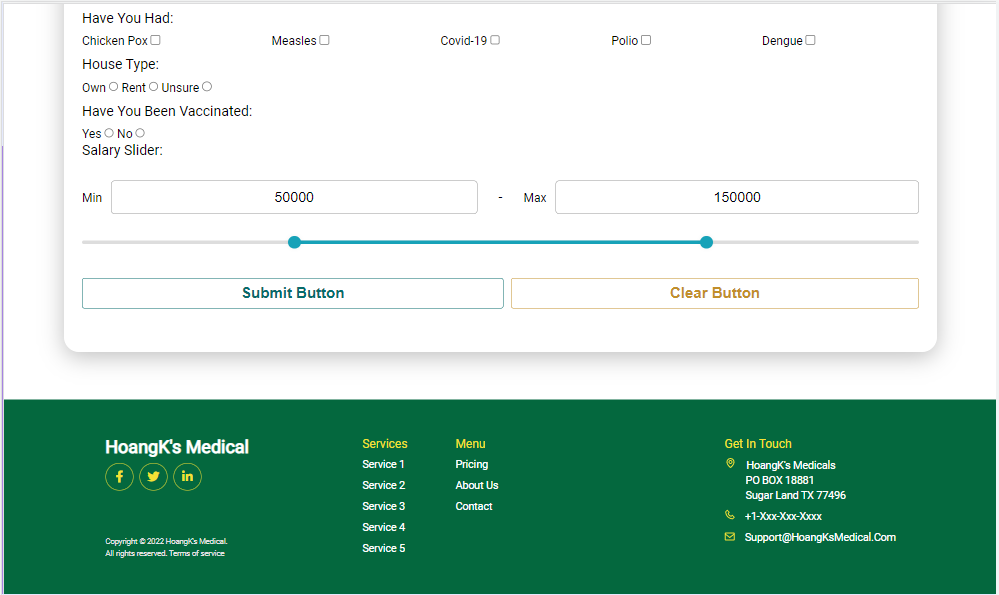 Have You Had:
Chicken Pox Measles Covid-19 Polio Dengue
House Type:
Own Rent Unsure
Have You Been Vaccinated:
Yes No
Salary Slider:
Min 50000 - Max 150000
Submit Button Clear Button
HoangK's Medical
Copyright © 2022 HoangK's Medical.
All rights reserved. Terms of service
Services
Service 1
Service 2
Service 3
Service 4
Service 5
Menu
Pricing
About Us
Contact
Get In Touch
HoangK's Medicals
PO BOX 18881
Sugar Land TX 77496
+1-Xxx-Xxx-Xxxx
Support@HoangKsMedical.Com